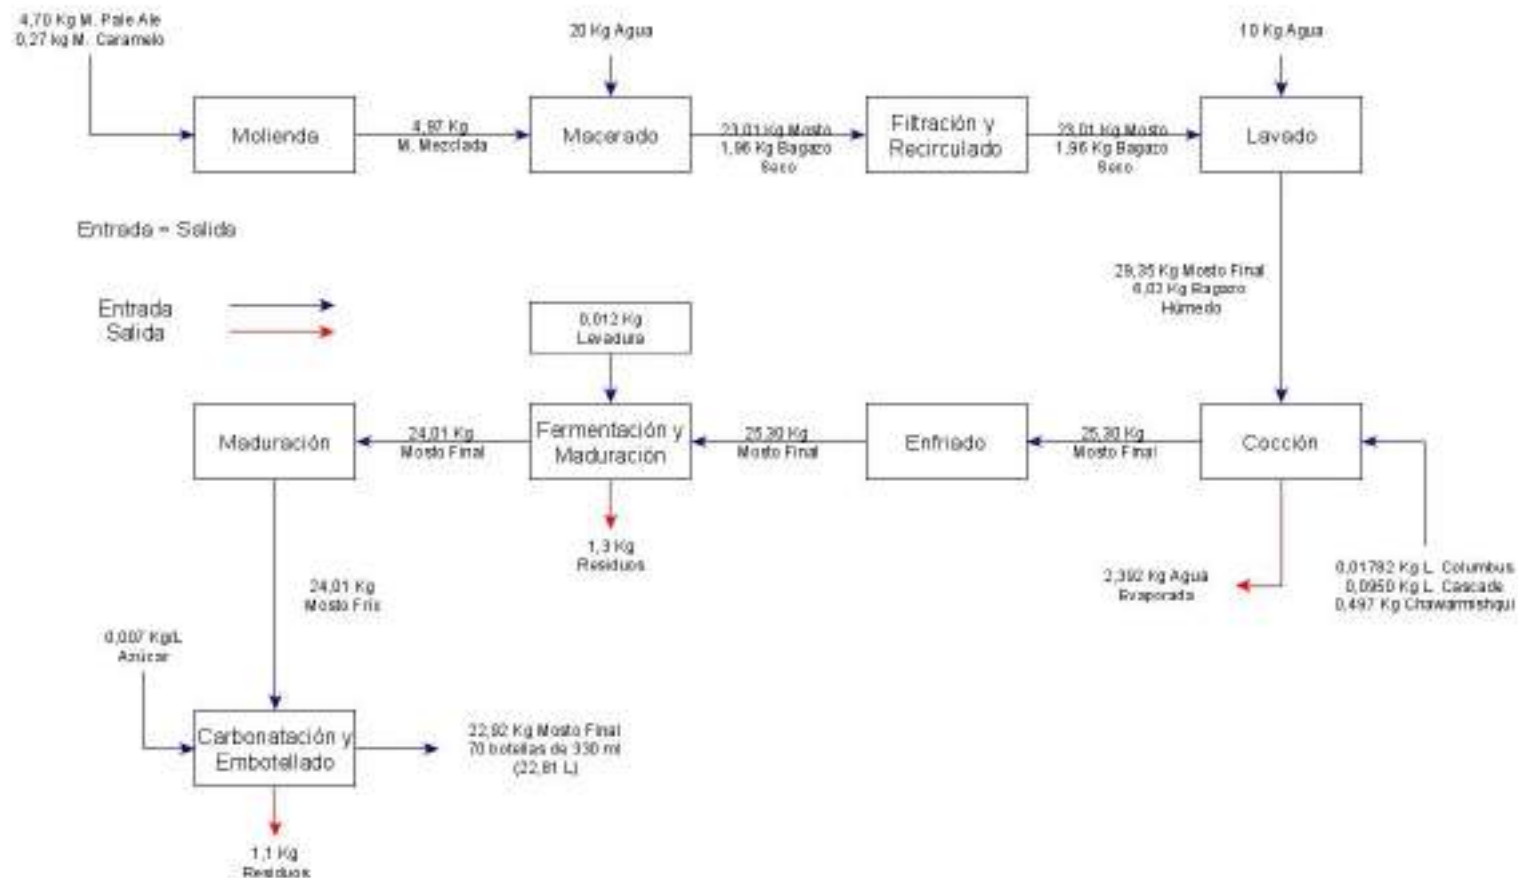 4,70 Kg M. Pale Ale
0,27 kg M. Caramelo
20 Kg Agua
10 Kg Agua
Molienda
4,97 Kg
M. Mezclada
Macerado
23,01 Kg Mosto
1,96 Kg Bagazo
Seco
Filtración y
Recirculado
23,01 Kg Mosto
1,96 Kg Bagazo
Seco
Lavado
Entrada = Salida
Entrada
Salida
29,35 Kg Mosto Final
6,03 Kg Bagazo
Húmedo
0,012 Kg
Levadura
Maduración
24,01 Kg
Mosto Final
Fermentación y
Maduración
25,30 Kg
Mosto Final
Enfriado
25,30 Kg
Mosto Final
Cocción
1,3 Kg
Residuos
2,392 Kg Agua
Evaporada
0,01782 Kg L. Columbus
0,0950 Kg L. Cascade
0,497 Kg Chawarmishqui
24,01 Kg
Mosto Frio
0,007 Kg/L
Azúcar
Carbonatación y
Embotellado
22,92 Kg Mosto Final
70 botellas de 330 ml
(22,81 L)
1,1 Kg
Residuos